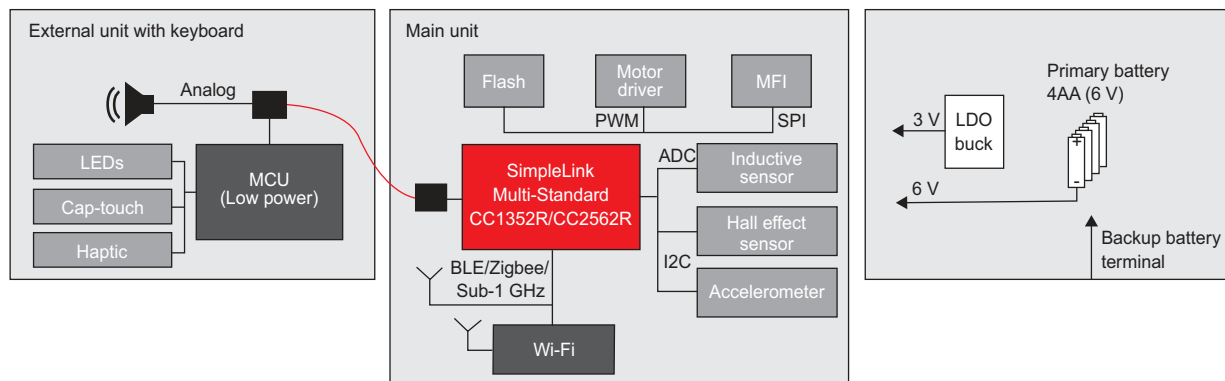 External unit with keyboard
Analog
LEDs
Cap-touch
Haptic
MCU
(Low power)
Main unit
Flash
Motor
driver
MFI
PWM
SPI
SimpleLink
Multi-Standard
CC1352R/CC2562R
ADC
Inductive
sensor
Hall effect
sensor
I2C
Accelerometer
BLE/Zigbee/
Sub-1 GHz
Wi-Fi
Primary battery
4AA (6 V)
3 V
LDO
buck
+
-
6 V
Backup battery
terminal